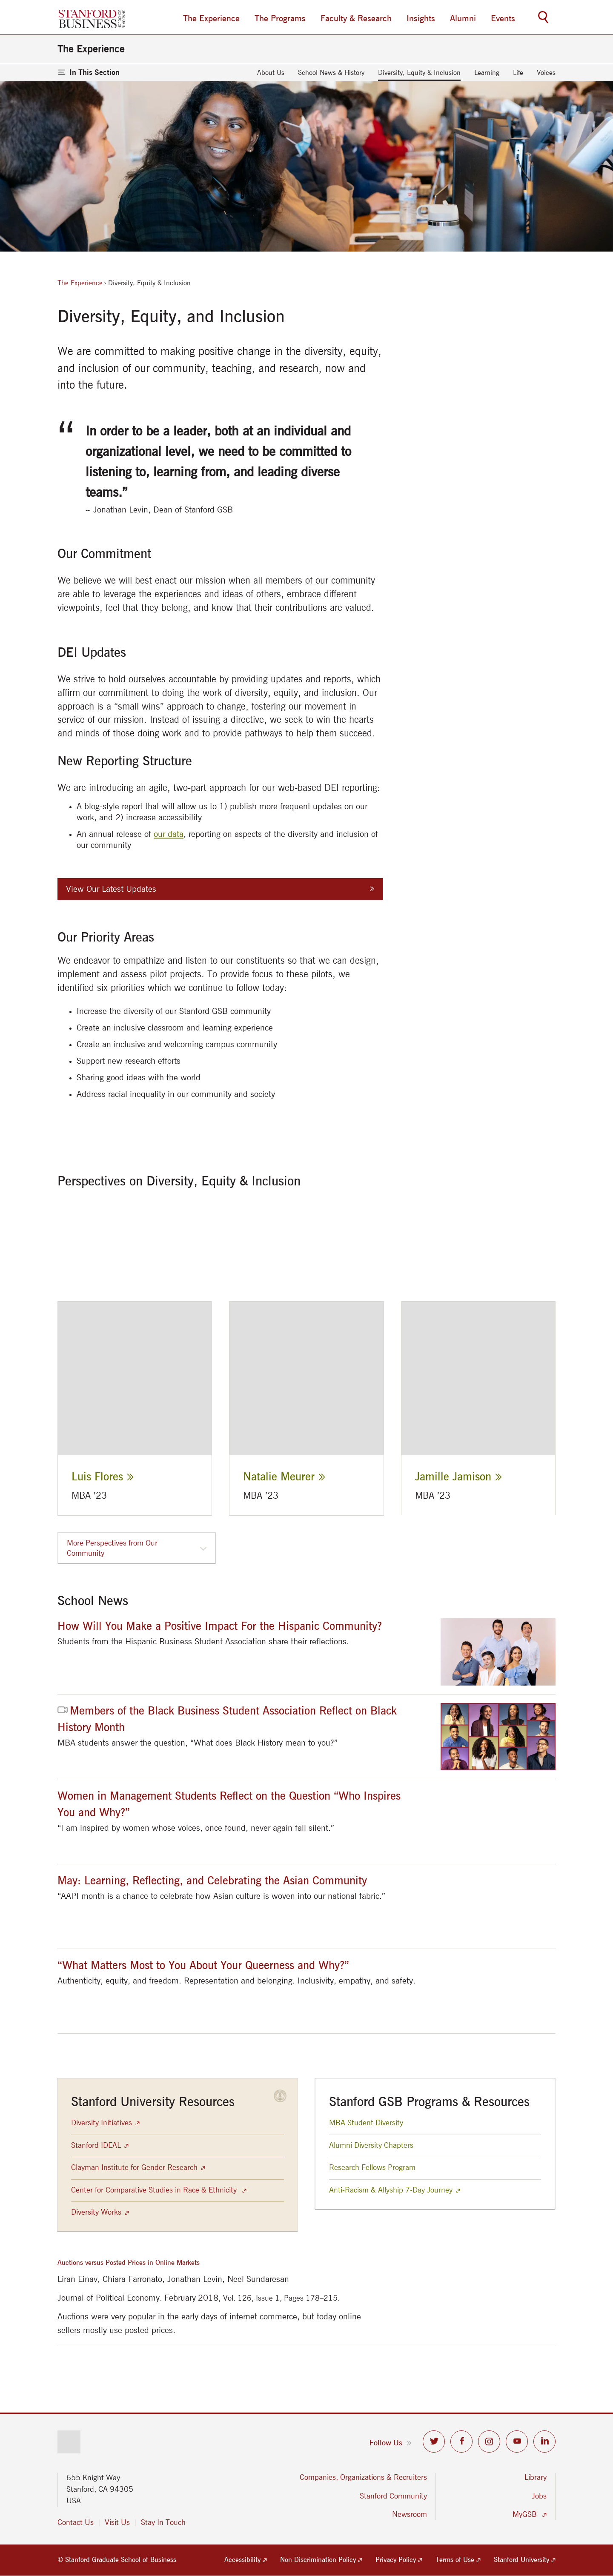 STANFORD
BUSINESS
The Experience
The Programs
Faculty & Research
Insights
Alumni
Events
The Experience
In This Section
About Us
School News & History
Diversity, Equity & Inclusion
Learning
Life
Voices
The Experience › Diversity, Equity & Inclusion
Diversity, Equity, and Inclusion
We are committed to making positive change in the diversity, equity,
and inclusion of our community, teaching, and research, now and
into the future.
“ In order to be a leader, both at an individual and
organizational level, we need to be committed to
listening to, learning from, and leading diverse
teams.”
– Jonathan Levin, Dean of Stanford GSB
Our Commitment
We believe we will best enact our mission when all members of our community
are able to leverage the experiences and ideas of others, embrace different
viewpoints, feel that they belong, and know that their contributions are valued.
DEI Updates
We strive to hold ourselves accountable by providing updates and reports, which
affirm our commitment to doing the work of diversity, equity, and inclusion. Our
approach is a “small wins” approach to change, fostering our movement in
service of our mission. Instead of issuing a directive, we seek to win the hearts
and minds of those doing work and to provide pathways to help them succeed.
New Reporting Structure
We are introducing an agile, two-part approach for our web-based DEI reporting:
• A blog-style report that will allow us to 1) publish more frequent updates on our
work, and 2) increase accessibility
• An annual release of our data, reporting on aspects of the diversity and inclusion of
our community
View Our Latest Updates »
Our Priority Areas
We endeavor to empathize and listen to our constituents so that we can design,
implement and assess pilot projects. To provide focus to these pilots, we
identified six priorities which we continue to follow today:
• Increase the diversity of our Stanford GSB community
• Create an inclusive classroom and learning experience
• Create an inclusive and welcoming campus community
• Support new research efforts
• Sharing good ideas with the world
• Address racial inequality in our community and society
Perspectives on Diversity, Equity & Inclusion
Luis Flores »
MBA ’23
Natalie Meurer »
MBA ’23
Jamille Jamison »
MBA ’23
More Perspectives from Our
Community
School News
How Will You Make a Positive Impact For the Hispanic Community?
Students from the Hispanic Business Student Association share their reflections.
Members of the Black Business Student Association Reflect on Black
History Month
MBA students answer the question, “What does Black History mean to you?”
Women in Management Students Reflect on the Question “Who Inspires
You and Why?”
“I am inspired by women whose voices, once found, never again fall silent.”
May: Learning, Reflecting, and Celebrating the Asian Community
“AAPI month is a chance to celebrate how Asian culture is woven into our national fabric.”
“What Matters Most to You About Your Queerness and Why?”
Authenticity, equity, and freedom. Representation and belonging. Inclusivity, empathy, and safety.
Stanford University Resources
Diversity Initiatives
Stanford IDEAL
Clayman Institute for Gender Research
Center for Comparative Studies in Race & Ethnicity
Diversity Works
Stanford GSB Programs & Resources
MBA Student Diversity
Alumni Diversity Chapters
Research Fellows Program
Anti-Racism & Allyship 7-Day Journey
Auctions versus Posted Prices in Online Markets
Liran Einav, Chiara Farronato, Jonathan Levin, Neel Sundaresan
Journal of Political Economy. February 2018, Vol. 126, Issue 1, Pages 178–215.
Auctions were very popular in the early days of internet commerce, but today online
sellers mostly use posted prices.
Follow Us »
655 Knight Way
Stanford, CA 94305
USA
Contact Us
Visit Us
Stay In Touch
Companies, Organizations & Recruiters
Stanford Community
Newsroom
Library
Jobs
MyGSB
© Stanford Graduate School of Business
Accessibility
Non-Discrimination Policy
Privacy Policy
Terms of Use
Stanford University